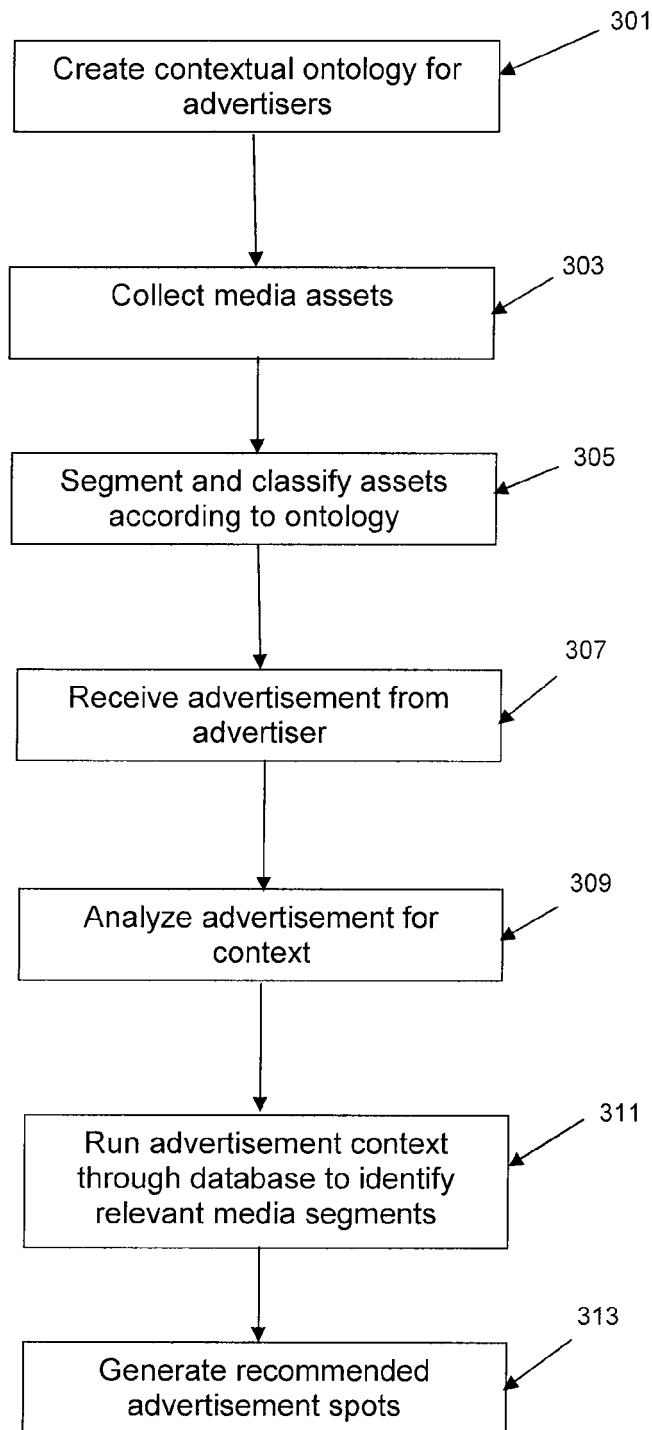 301
Create contextual ontology for
advertisers
303
Collect media assets
305
Segment and classify assets
according to ontology
307
Receive advertisement from
advertiser
309
Analyze advertisement for
context
311
Run advertisement context
through database to identify
relevant media segments
313
Generate recommended
advertisement spots